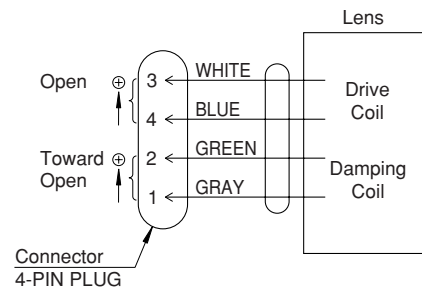 Lens
Open ⊕ 3 WHITE
Drive
Coil
4 BLUE
Toward
Open ⊕ 2 GREEN
Damping
Coil
1 GRAY
Connector
4-PIN PLUG